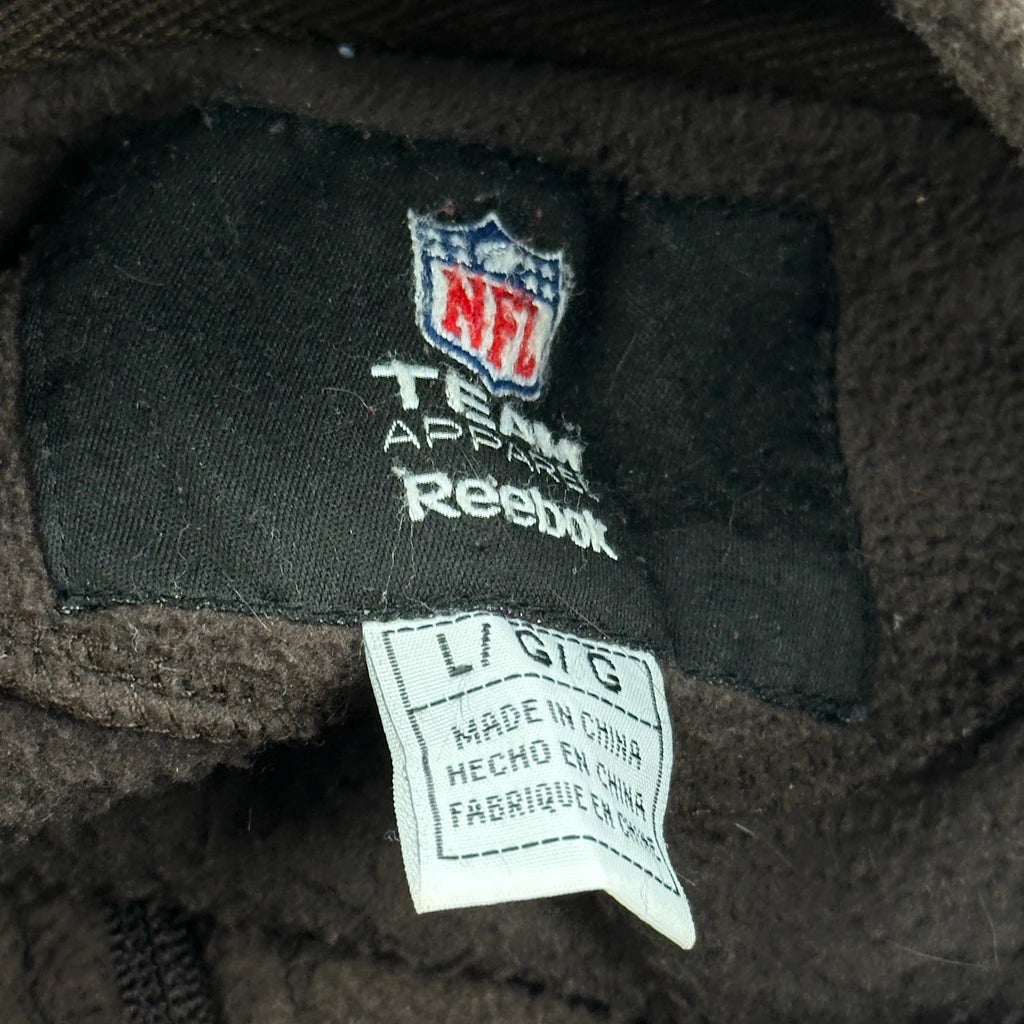 NFL
TEAM
APPAREL
Reebok
L/G/G
MADE IN CHINA
HECHO EN CHINA
FABRIQUE EN CHINE